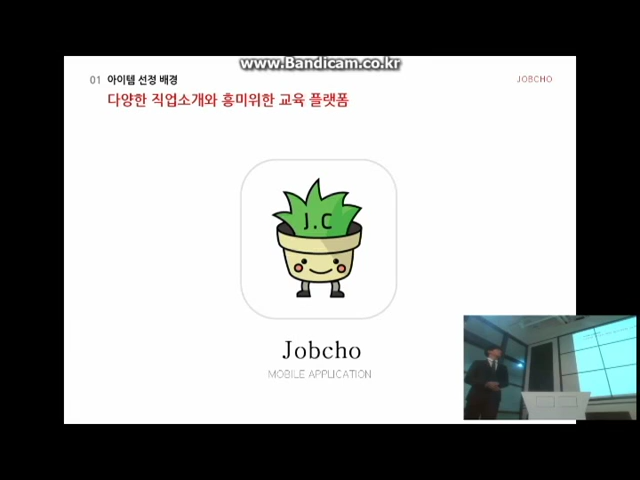 www.Bandicam.co.kr
01 아이템 선정 배경
JOBCHO
다양한 직업소개와 흥미위한 교육 플랫폼
J.C
Jobcho
MOBILE APPLICATION